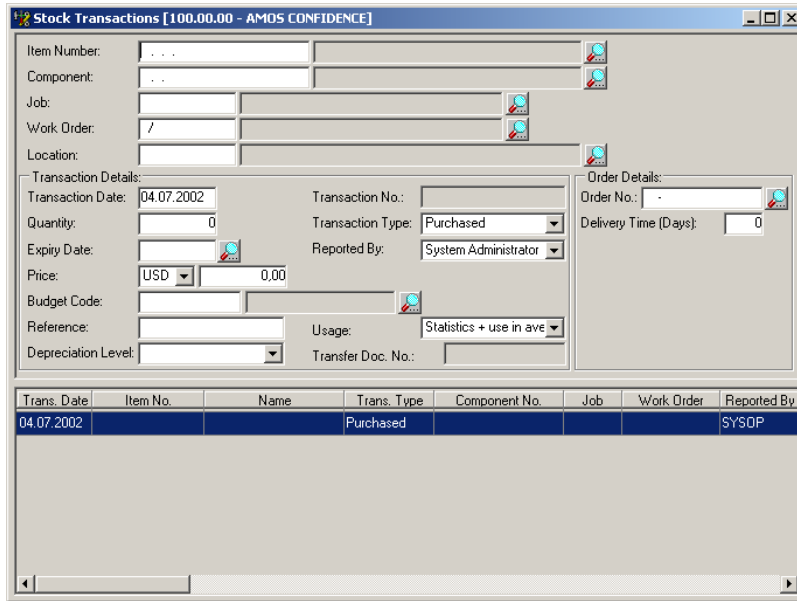 Stock Transactions [100.00.00 - AMOS CONFIDENCE]
Item Number: . . .
Component: . .
Job:
Work Order: /
Location:
Transaction Details: Order Details:
Transaction Date: 04.07.2002 Transaction No.: Order No.: -
Quantity: 0 Transaction Type: Purchased Delivery Time (Days): 0
Expiry Date: Reported By: System Administrator
Price: USD 0,00
Budget Code:
Reference: Usage: Statistics + use in ave
Depreciation Level: Transfer Doc. No.:
Trans. Date Item No. Name Trans. Type Component No. Job Work Order Reported By
04.07.2002 Purchased SYSOP